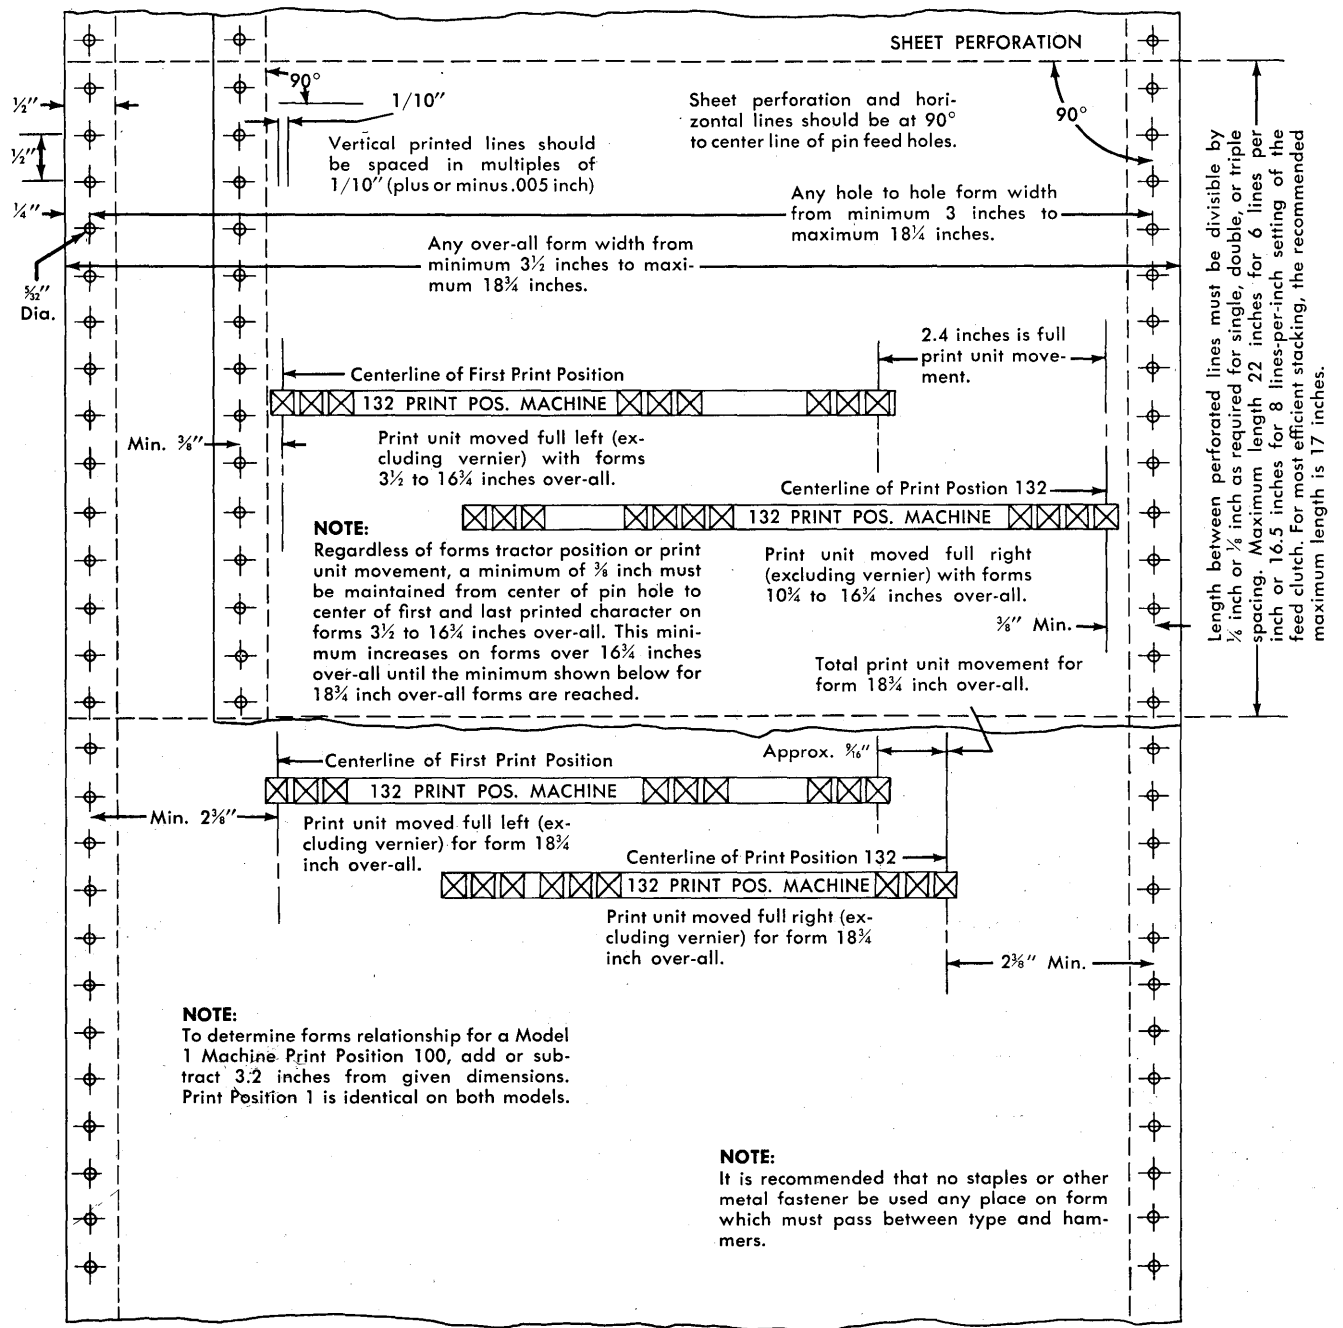 SHEET PERFORATION
90°
1/2"
1/10"
Sheet perforation and hori-
zontal lines should be at 90°
to center line of pin feed holes.
90°
Vertical printed lines should
be spaced in multiples of
1/10" (plus or minus .005 inch)
1/2"
1/4"
Any hole to hole form width
from minimum 3 inches to
maximum 18¼ inches.
Any over-all form width from
minimum 3½ inches to maxi-
mum 18¾ inches.
5/32"
Dia.
Length between perforated lines must be divisible by
⅙ inch or ⅛ inch as required for single, double, or triple
spacing. Maximum length 22 inches for 6 lines per
inch or 16.5 inches for 8 lines-per-inch setting of the
feed clutch. For most efficient stacking, the recommended
maximum length is 17 inches.
2.4 inches is full
print unit move-
ment.
Centerline of First Print Position
132 PRINT POS. MACHINE
Min. ⅜"
Print unit moved full left (ex-
cluding vernier) with forms
3½ to 16¾ inches over-all.
Centerline of Print Postion 132
132 PRINT POS. MACHINE
NOTE:
Regardless of forms tractor position or print
unit movement, a minimum of ⅜ inch must
be maintained from center of pin hole to
center of first and last printed character on
forms 3½ to 16¾ inches over-all. This mini-
mum increases on forms over 16¾ inches
over-all until the minimum shown below for
18¾ inch over-all forms are reached.
Print unit moved full right
(excluding vernier) with forms
10¾ to 16¾ inches over-all.
⅜" Min.
Total print unit movement for
form 18¾ inch over-all.
Approx. 9/16"
Centerline of First Print Position
132 PRINT POS. MACHINE
Min. 2⅜"
Print unit moved full left (ex-
cluding vernier) for form 18¾
inch over-all.
Centerline of Print Position 132
132 PRINT POS. MACHINE
Print unit moved full right (ex-
cluding vernier) for form 18¾
inch over-all.
2⅜" Min.
NOTE:
To determine forms relationship for a Model
1 Machine Print Position 100, add or sub-
tract 3.2 inches from given dimensions.
Print Position 1 is identical on both models.
NOTE:
It is recommended that no staples or other
metal fastener be used any place on form
which must pass between type and ham-
mers.